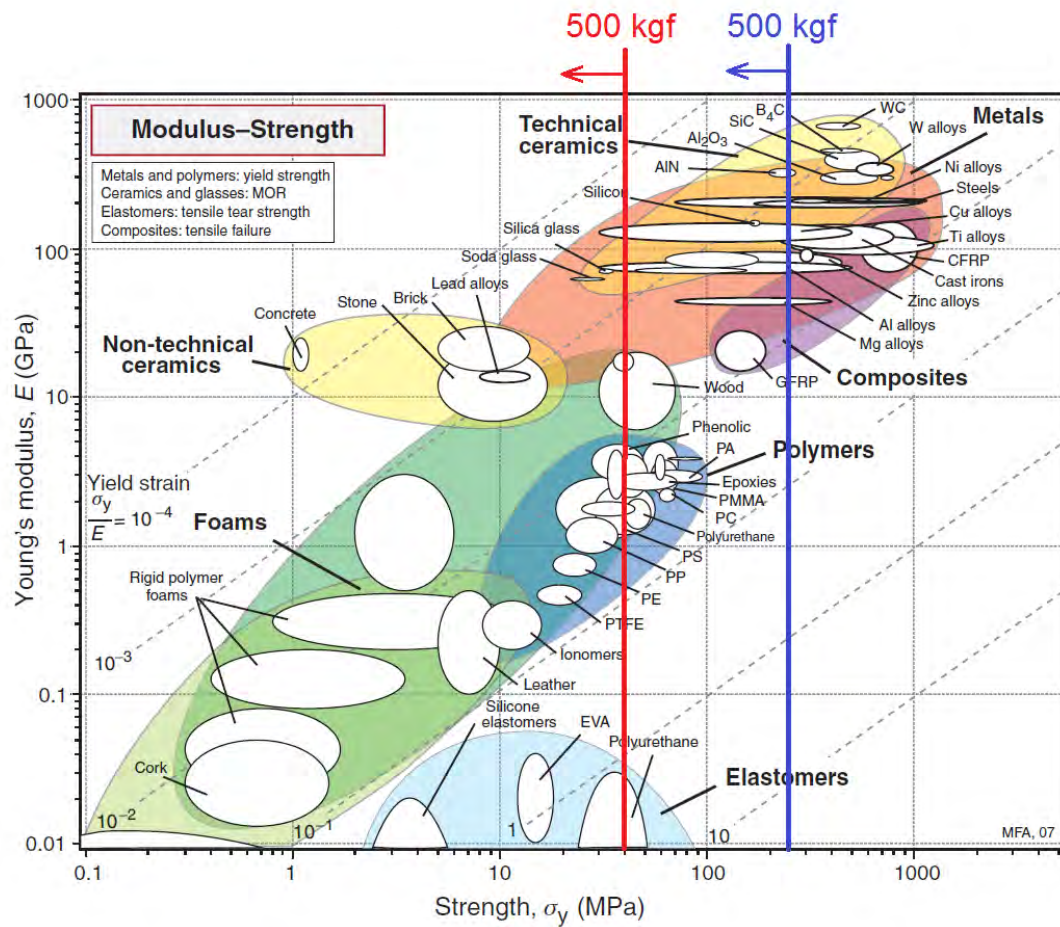 500 kgf
500 kgf
1000
100
10
1
0.1
0.01
Young's modulus, E (GPa)
Modulus–Strength
Metals and polymers: yield strength
Ceramics and glasses: MOR
Elastomers: tensile tear strength
Composites: tensile failure
Technical
ceramics
Al2O3
SiC
B4C
WC
W alloys
Metals
AlN
Ni alloys
Steels
Silicon
Cu alloys
Silica glass
Ti alloys
Soda glass
CFRP
Cast irons
Lead alloys
Zinc alloys
Brick
Stone
Al alloys
Concrete
Mg alloys
Non-technical
ceramics
GFRP
Composites
Wood
Phenolic
Polymers
PA
Epoxies
PMMA
PC
Polyurethane
PS
PP
PE
PTFE
Yield strain
σy
E = 10-4
Foams
Rigid polymer
foams
Ionomers
Leather
10-3
Silicone
elastomers
EVA
Polyurethane
Elastomers
Cork
10-2
10-1
1
10
MFA, 07
0.1
1
10
100
1000
Strength, σy (MPa)